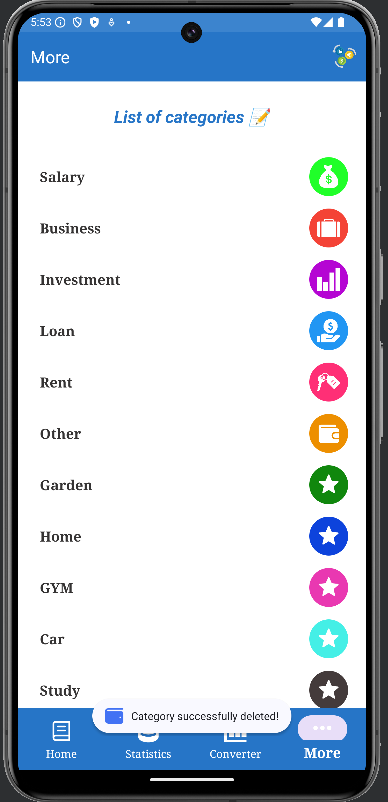 5:53
More
List of categories 📝
Salary
Business
Investment
Loan
Rent
Other
Garden
Home
GYM
Car
Study
Category successfully deleted!
Home
Statistics
Converter
More